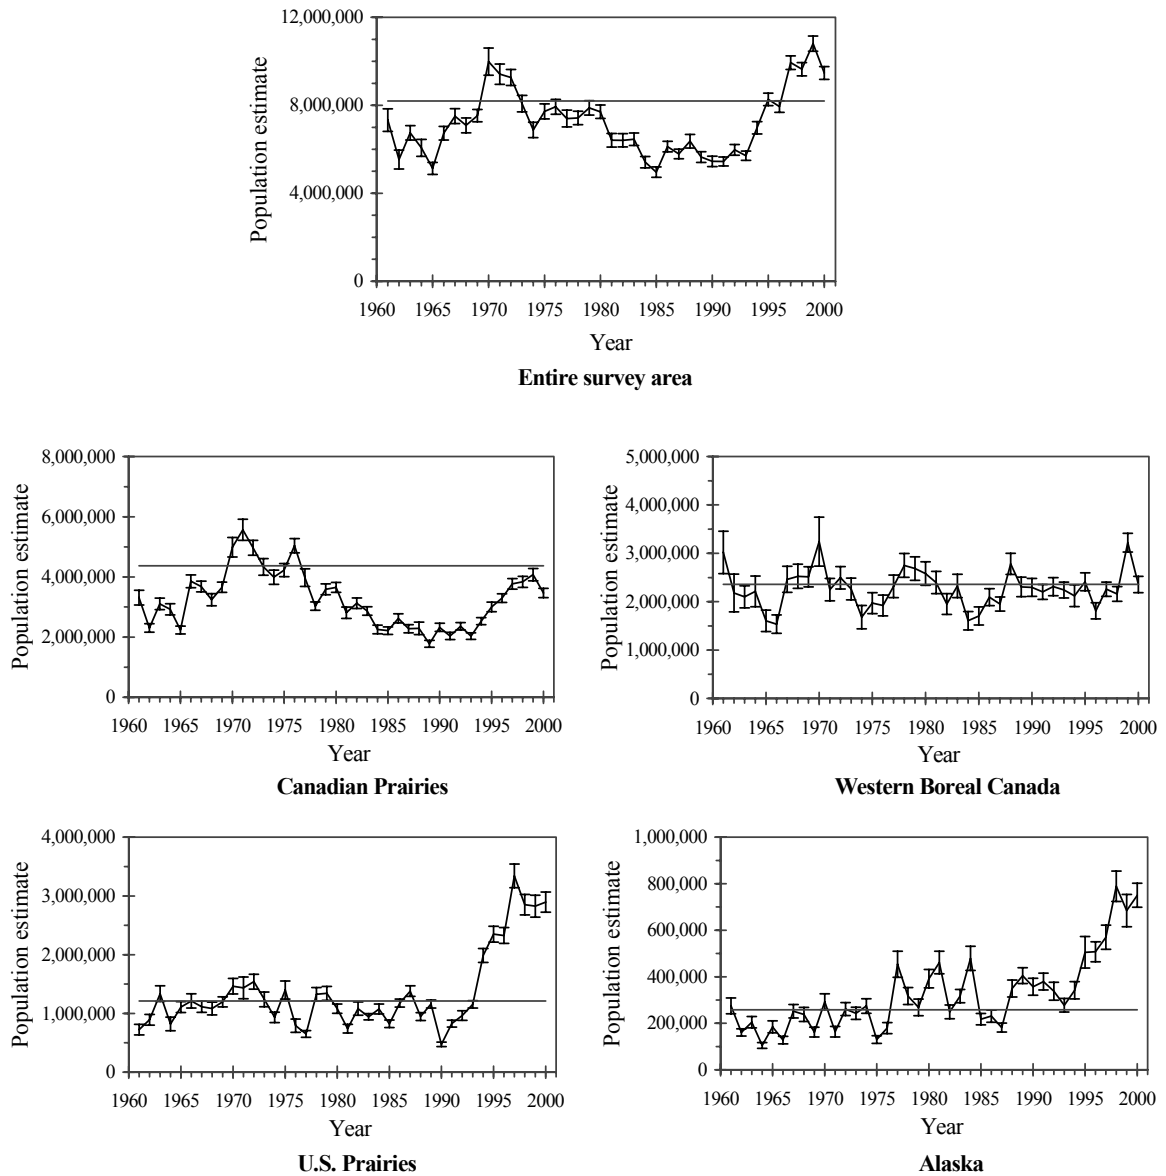 12,000,000
8,000,000
4,000,000
0
Population estimate
1960 1965 1970 1975 1980 1985 1990 1995 2000
Year
Entire survey area
8,000,000
6,000,000
4,000,000
2,000,000
0
Population estimate
1960 1965 1970 1975 1980 1985 1990 1995 2000
Year
Canadian Prairies
5,000,000
4,000,000
3,000,000
2,000,000
1,000,000
0
Population estimate
1960 1965 1970 1975 1980 1985 1990 1995 2000
Year
Western Boreal Canada
4,000,000
3,000,000
2,000,000
1,000,000
0
Population estimate
1960 1965 1970 1975 1980 1985 1990 1995 2000
Year
U.S. Prairies
1,000,000
800,000
600,000
400,000
200,000
0
Population estimate
1960 1965 1970 1975 1980 1985 1990 1995 2000
Year
Alaska